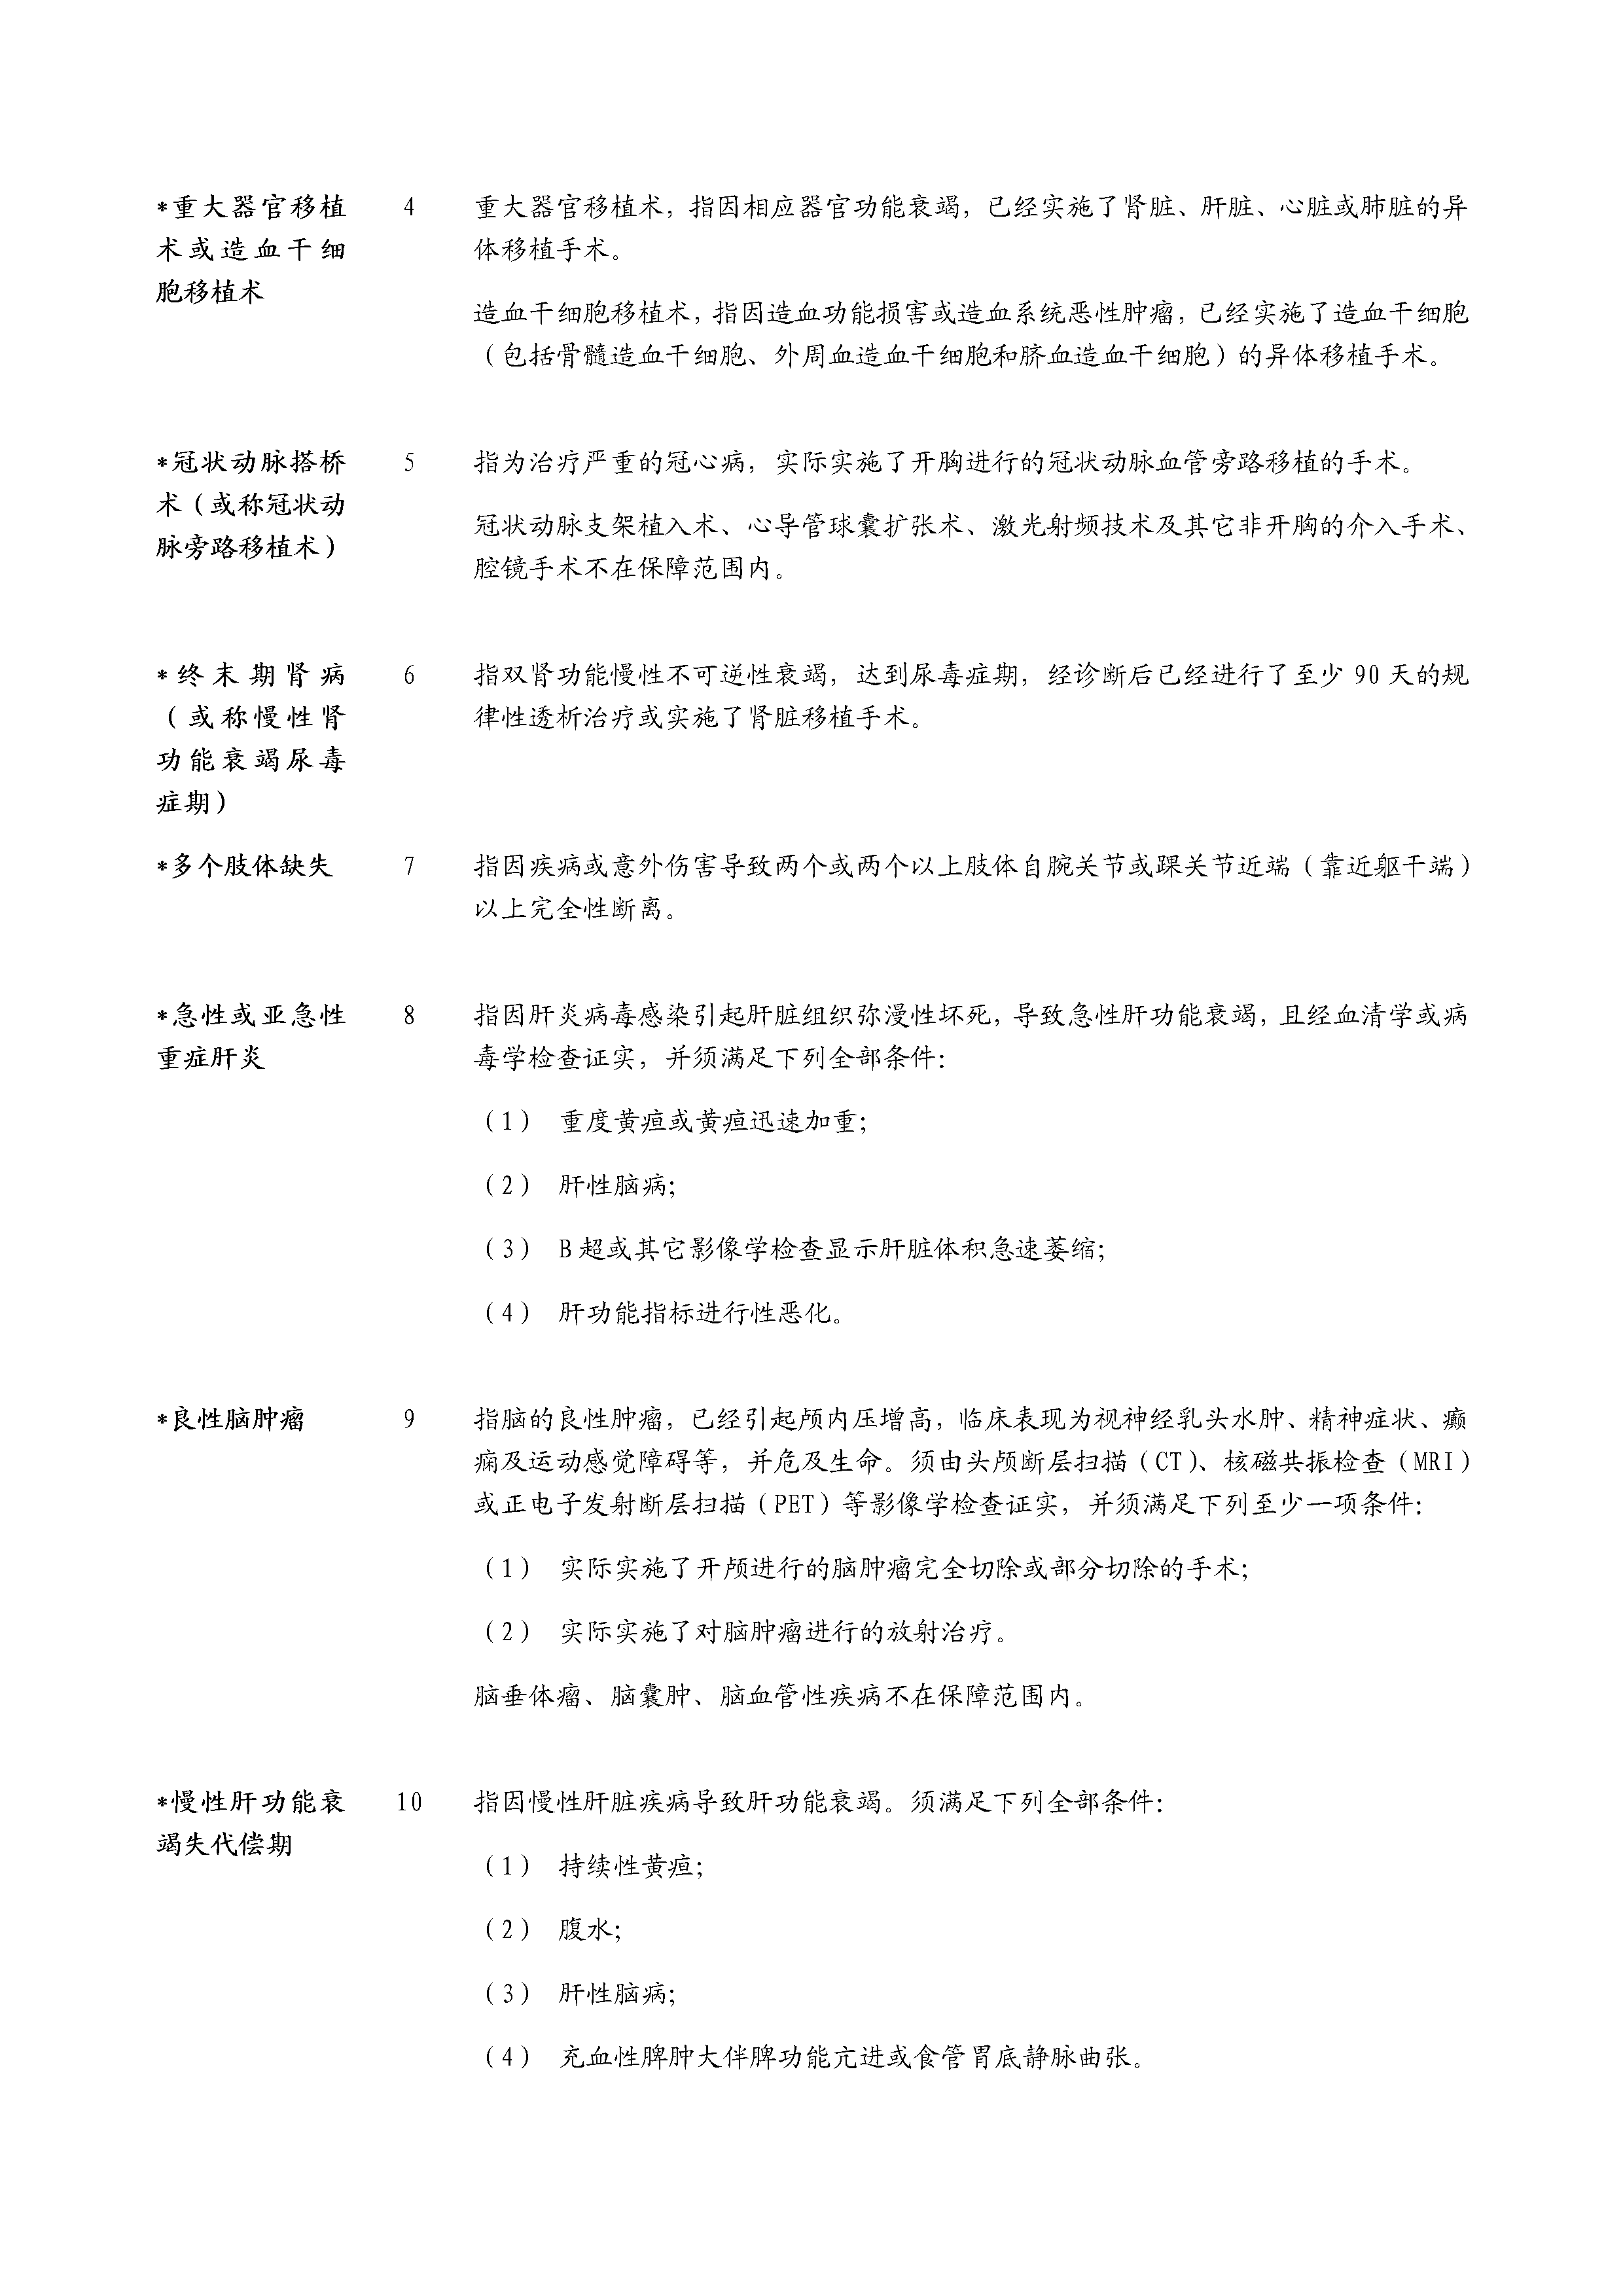 *重大器官移植 4 重大器官移植术，指因相应器官功能衰竭，已经实施了肾脏、肝脏、心脏或肺脏的异
术或造血干细 体移植手术。
胞移植术
造血干细胞移植术，指因造血功能损害或造血系统恶性肿瘤，已经实施了造血干细胞
（包括骨髓造血干细胞、外周血造血干细胞和脐血造血干细胞）的异体移植手术。
*冠状动脉搭桥 5 指为治疗严重的冠心病，实际实施了开胸进行的冠状动脉血管旁路移植的手术。
术（或称冠状动
冠状动脉支架植入术、心导管球囊扩张术、激光射频技术及其它非开胸的介入手术、
脉旁路移植术）
腔镜手术不在保障范围内。
*终末期肾病 6 指双肾功能慢性不可逆性衰竭，达到尿毒症期，经诊断后已经进行了至少 90 天的规
（或称慢性肾 律性透析治疗或实施了肾脏移植手术。
功能衰竭尿毒
症期）
*多个肢体缺失 7 指因疾病或意外伤害导致两个或两个以上肢体自腕关节或踝关节近端（靠近躯干端）
以上完全性断离。
*急性或亚急性 8 指因肝炎病毒感染引起肝脏组织弥漫性坏死，导致急性肝功能衰竭，且经血清学或病
重症肝炎 毒学检查证实，并须满足下列全部条件：
（1） 重度黄疸或黄疸迅速加重；
（2） 肝性脑病；
（3） B 超或其它影像学检查显示肝脏体积急速萎缩；
（4） 肝功能指标进行性恶化。
*良性脑肿瘤 9 指脑的良性肿瘤，已经引起颅内压增高，临床表现为视神经乳头水肿、精神症状、癫
痫及运动感觉障碍等，并危及生命。须由头颅断层扫描（CT）、核磁共振检查（MRI）
或正电子发射断层扫描（PET）等影像学检查证实，并须满足下列至少一项条件：
（1） 实际实施了开颅进行的脑肿瘤完全切除或部分切除的手术；
（2） 实际实施了对脑肿瘤进行的放射治疗。
脑垂体瘤、脑囊肿、脑血管性疾病不在保障范围内。
*慢性肝功能衰 10 指因慢性肝脏疾病导致肝功能衰竭。须满足下列全部条件：
竭失代偿期
（1） 持续性黄疸；
（2） 腹水；
（3） 肝性脑病；
（4） 充血性脾肿大伴脾功能亢进或食管胃底静脉曲张。